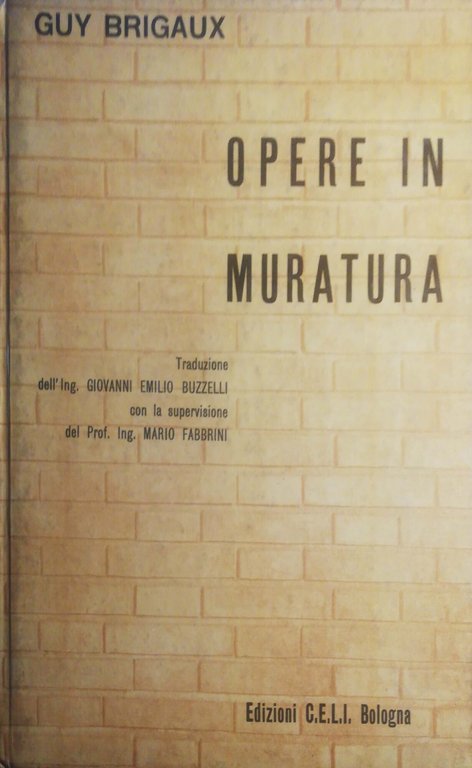 GUY BRIGAUX
OPERE IN
MURATURA
Traduzione
dell'Ing. GIOVANNI EMILIO BUZZELLI
con la supervisione
del Prof. Ing. MARIO FABBRINI
Edizioni C.E.L.I. Bologna